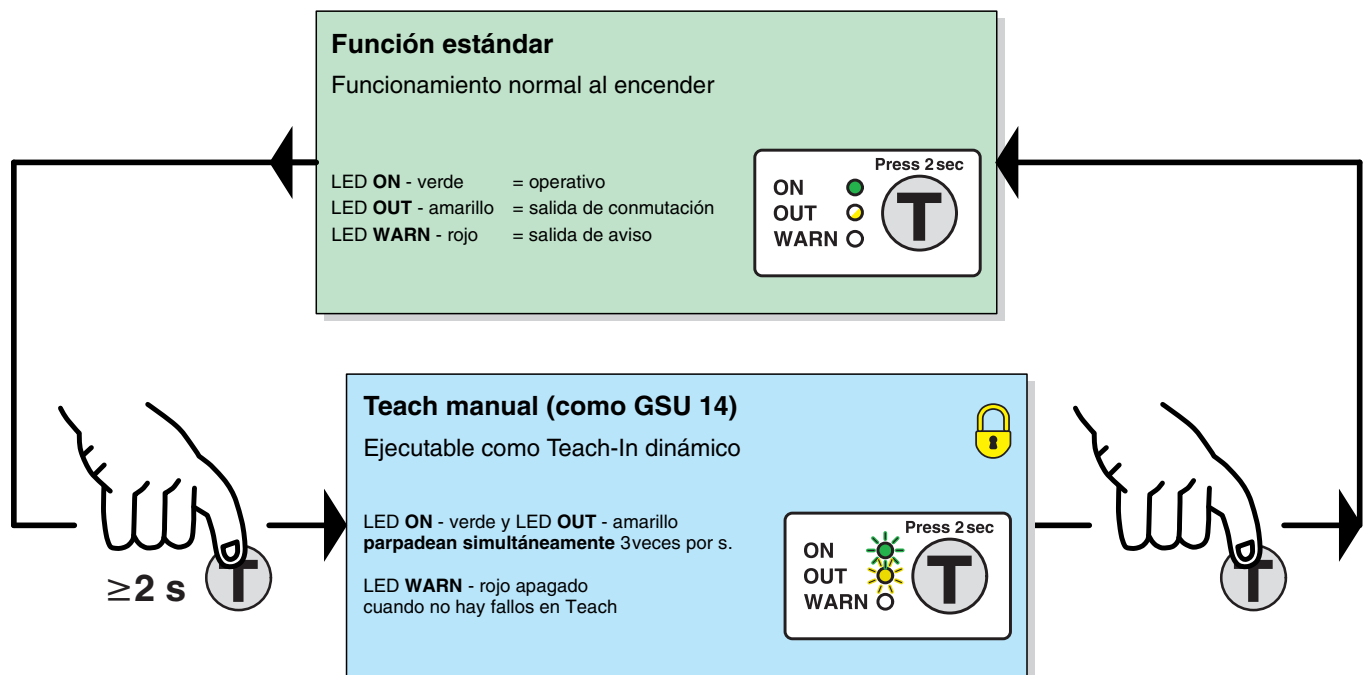 Función estándar
Funcionamiento normal al encender
LED ON - verde = operativo
LED OUT - amarillo = salida de conmutación
LED WARN - rojo = salida de aviso
Press 2 sec
ON
OUT
WARN
T
Teach manual (como GSU 14)
Ejecutable como Teach-In dinámico
LED ON - verde y LED OUT - amarillo
parpadean simultáneamente 3veces por s.
LED WARN - rojo apagado
cuando no hay fallos en Teach
Press 2 sec
ON
OUT
WARN
T
≥2 s
T
T